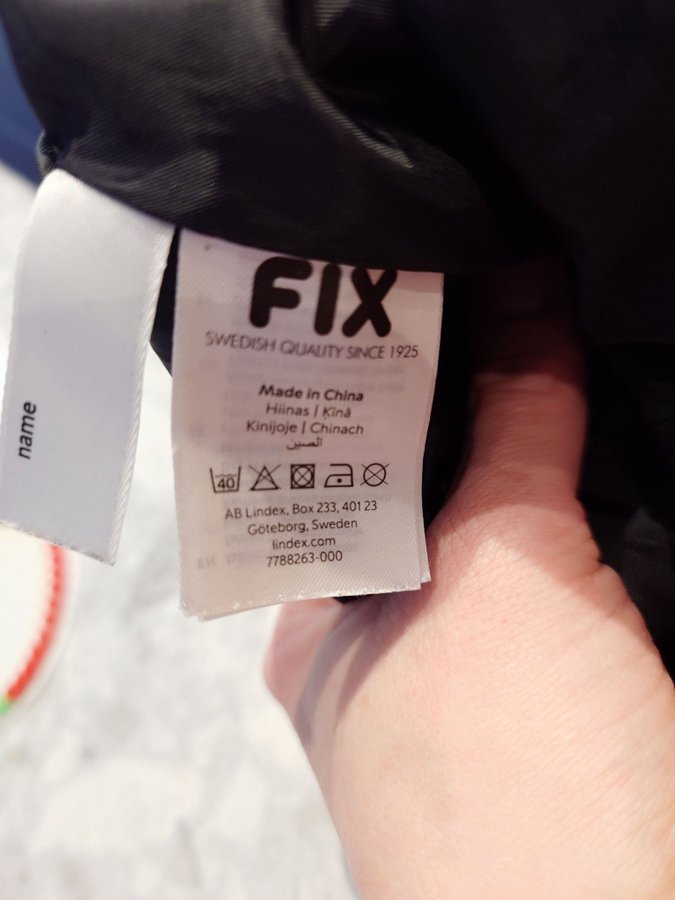 name
FIX
SWEDISH QUALITY SINCE 1925
Made in China
Hiinas | Ķīnā
Kinijoje | Chinach
الصين
40
AB Lindex, Box 233, 401 23
Göteborg, Sweden
lindex.com
7788263-000